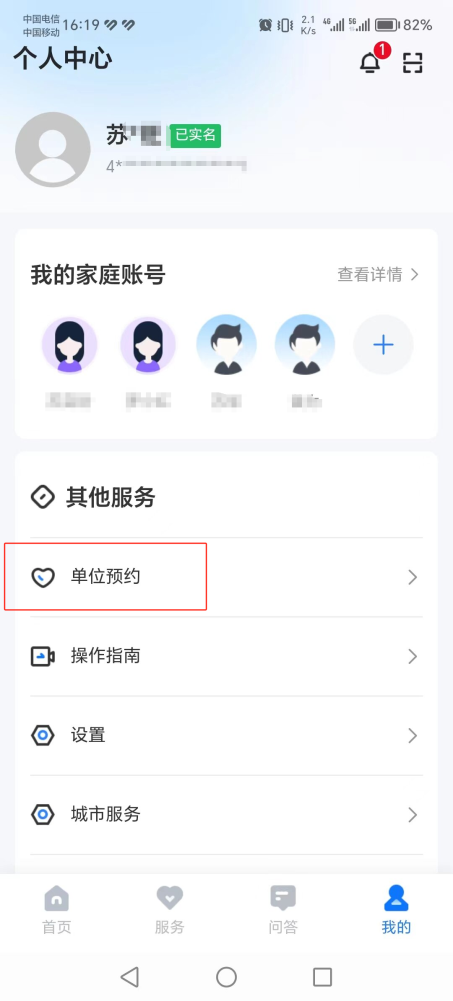 中国电信
中国移动
16:19
2.1
K/s
4G
5G
82%
个人中心
1
苏
已实名
4*
我的家庭账号
查看详情
其他服务
单位预约
操作指南
设置
城市服务
首页
服务
问答
我的